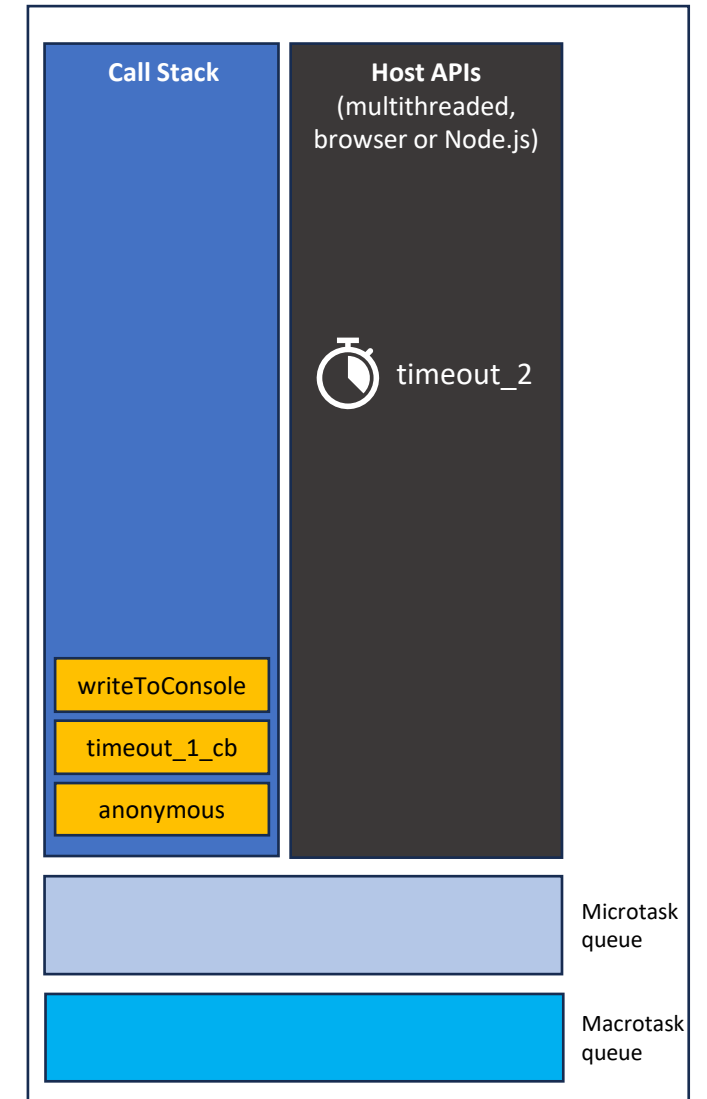 Call Stack
Host APIs
(multithreaded,
browser or Node.js)
timeout_2
writeToConsole
timeout_1_cb
anonymous
Microtask
queue
Macrotask
queue